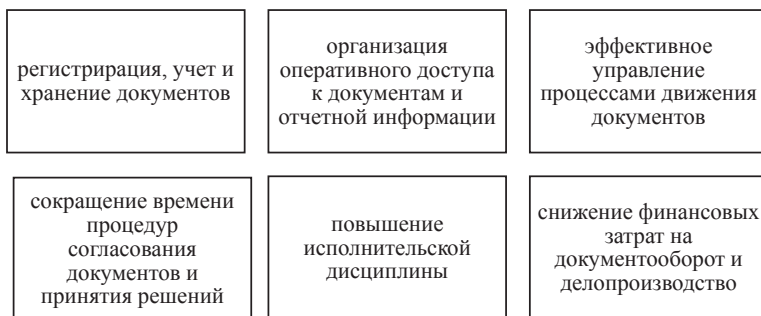 регистрирация, учет и
хранение документов
организация
оперативного доступа
к документам и
отчетной информации
эффективное
управление
процессами движения
документов
сокращение времени
процедур
согласования
документов и
принятия решений
повышение
исполнительской
дисциплины
снижение финансовых
затрат на
документооборот и
делопроизводство